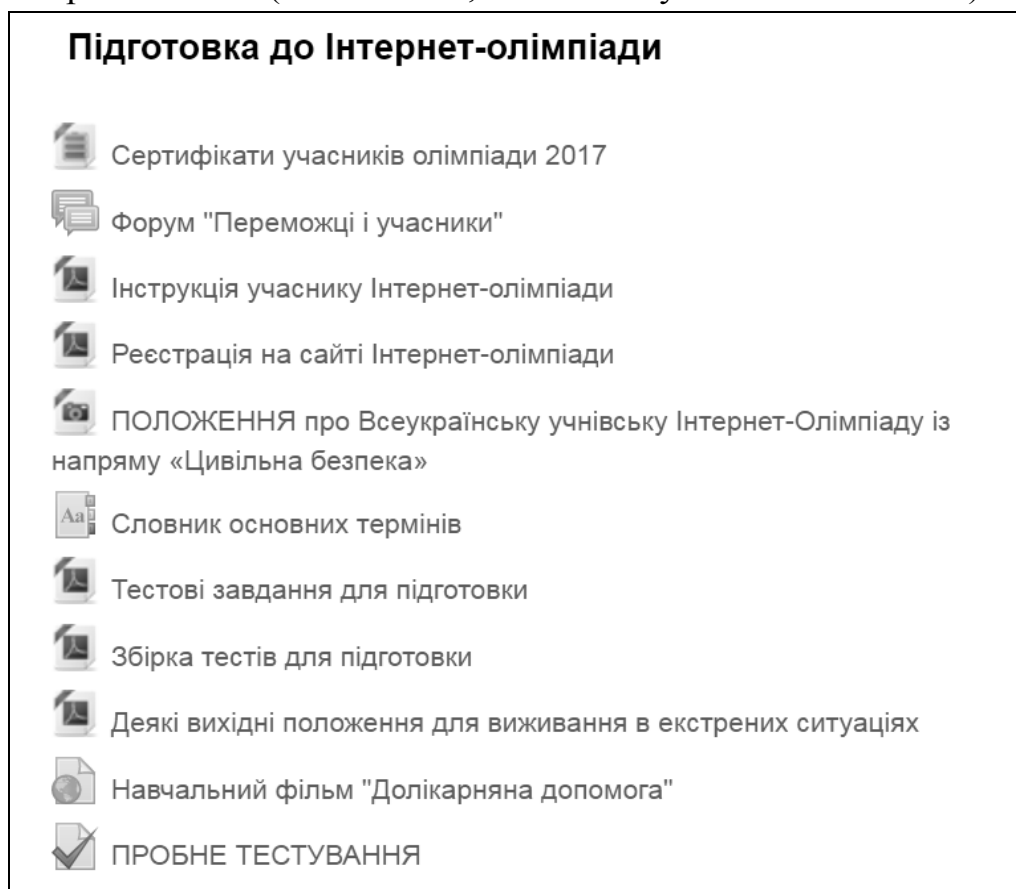 Підготовка до Інтернет-олімпіади
Сертифікати учасників олімпіади 2017
Форум "Переможці і учасники"
Інструкція учаснику Інтернет-олімпіади
Реєстрація на сайті Інтернет-олімпіади
ПОЛОЖЕННЯ про Всеукраїнську учнівську Інтернет-Олімпіаду із
напряму «Цивільна безпека»
Aa
Словник основних термінів
Тестові завдання для підготовки
Збірка тестів для підготовки
Деякі вихідні положення для виживання в екстрених ситуаціях
Навчальний фільм "Долікарняна допомога"
ПРОБНЕ ТЕСТУВАННЯ